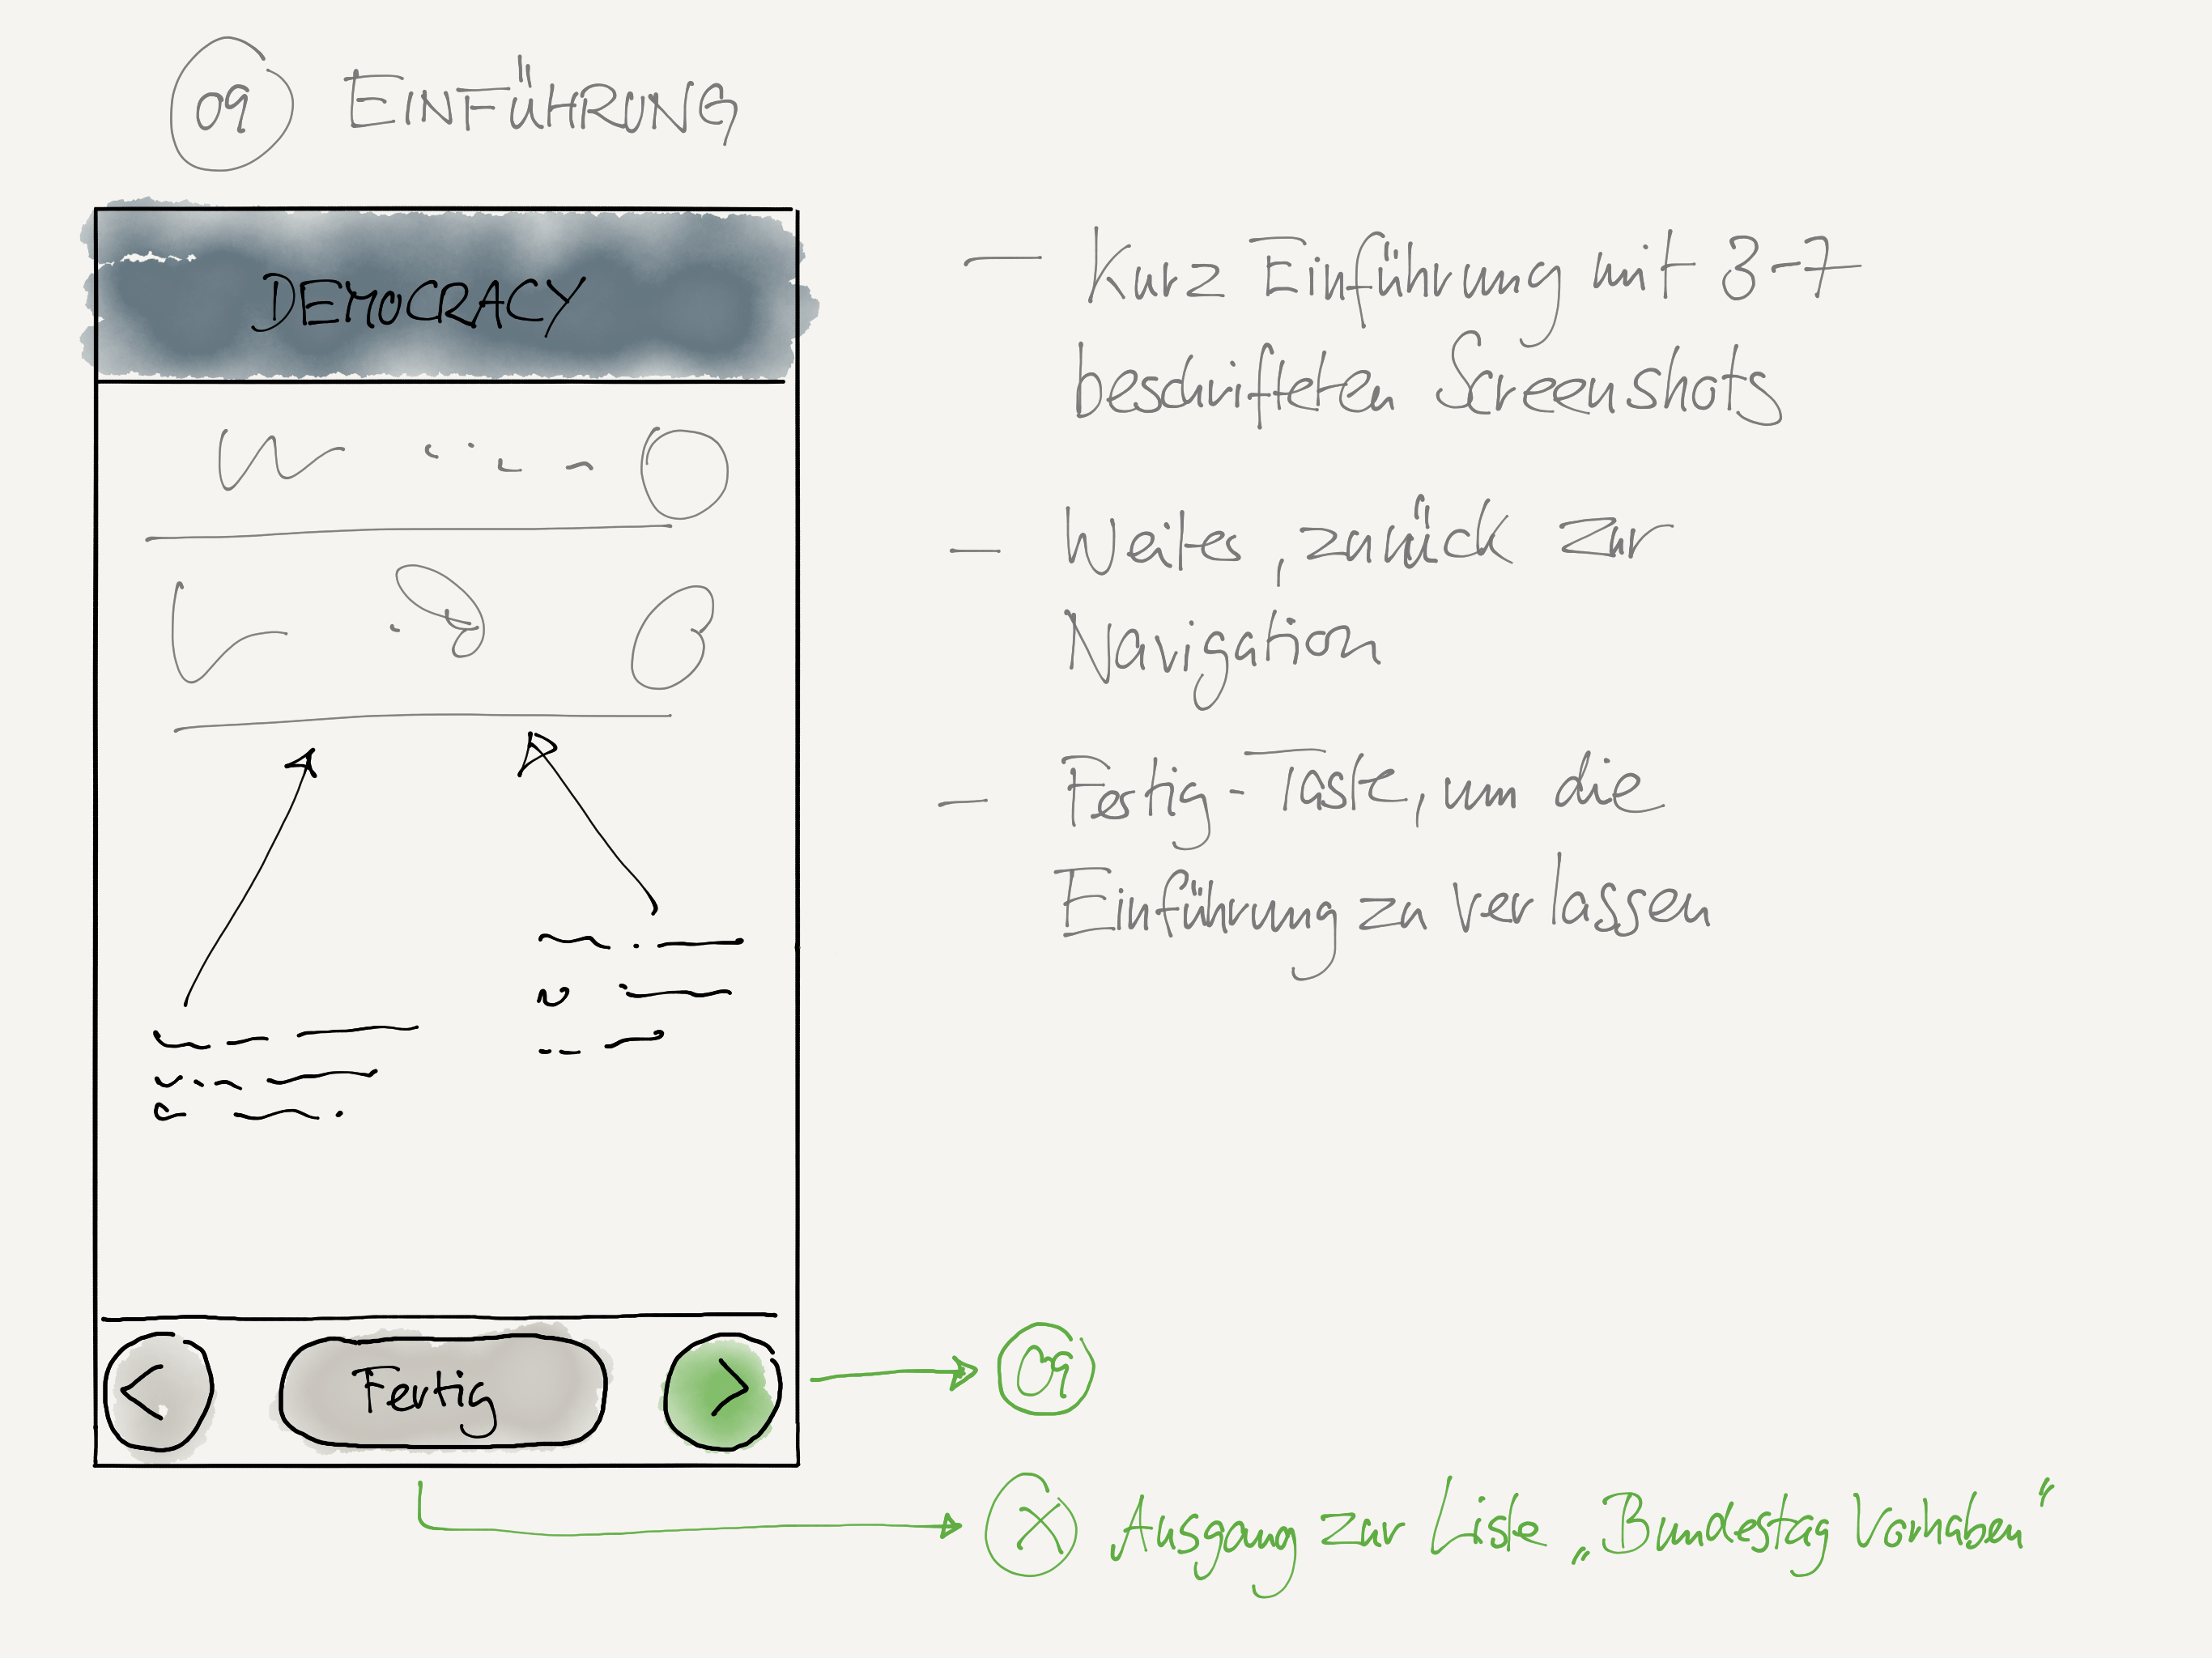 09 EINFÜHRUNG
DEMOCRACY
< Fertig >
– Kurz Einführung mit 3-7
beschrifteten Screenshots
– Weiter, zurück zur
Navigation
– Fertig-Taste, um die
Einführung zu verlassen
09
X Ausgang zur Liste „Bundestag Vorhaben“